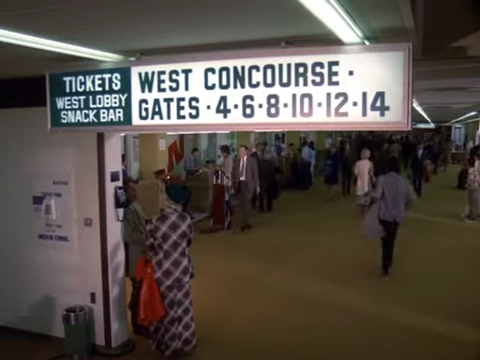 TICKETS
WEST LOBBY
SNACK BAR
WEST CONCOURSE ·
GATES · 4 · 6 · 8 · 10 · 12 · 14